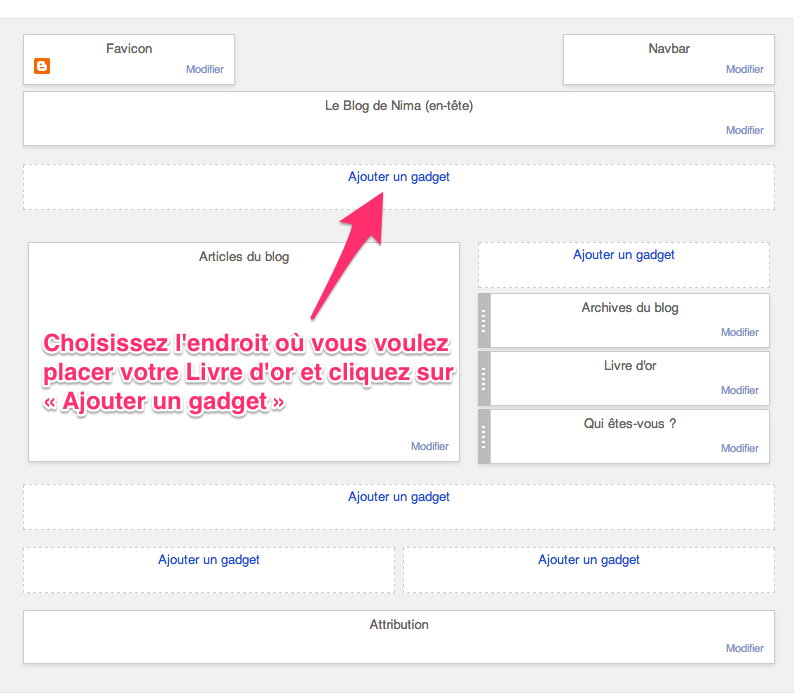 Favicon
Modifier
Navbar
Modifier
Le Blog de Nima (en-tête)
Modifier
Ajouter un gadget
Articles du blog
Choisissez l'endroit où vous voulez
placer votre Livre d'or et cliquez sur
« Ajouter un gadget »
Modifier
Ajouter un gadget
Archives du blog
Modifier
Livre d'or
Modifier
Qui êtes-vous ?
Modifier
Ajouter un gadget
Ajouter un gadget
Ajouter un gadget
Attribution
Modifier